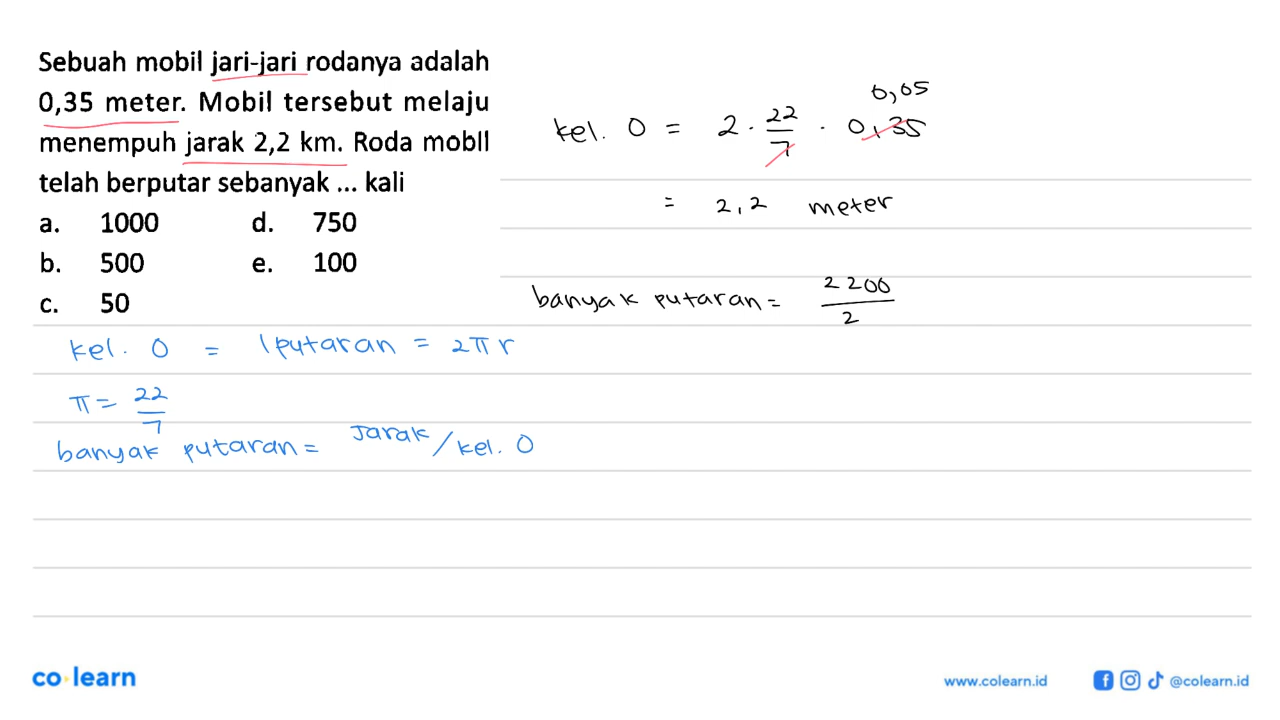 Sebuah mobil jari-jari rodanya adalah
0,35 meter. Mobil tersebut melaju
menempuh jarak 2,2 km. Roda mobil
telah berputar sebanyak ... kali
a. 1000 d. 750
b. 500 e. 100
c. 50
kel. O = 1 putaran = 2πr
π = 22/7
banyak putaran = Jarak/kel. O
0,05
kel. O = 2 · 22/7 · 0,35
= 2,2 meter
banyak putaran = 2200/2
co learn
www.colearn.id
@colearn.id